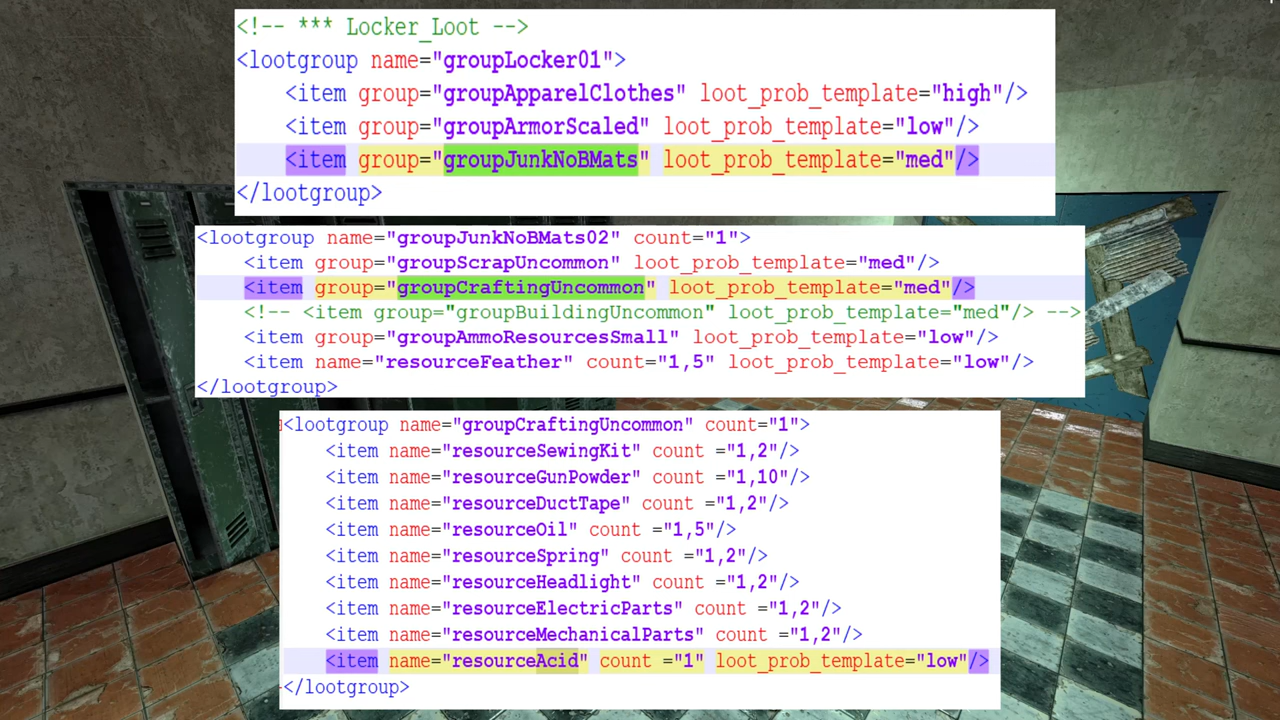 <!-- *** Locker_Loot -->
<lootgroup name="groupLocker01">
<item group="groupApparelClothes" loot_prob_template="high"/>
<item group="groupArmorScaled" loot_prob_template="low"/>
<item group="groupJunkNoBMats" loot_prob_template="med"/>
</lootgroup>
<lootgroup name="groupJunkNoBMats02" count="1">
<item group="groupScrapUncommon" loot_prob_template="med"/>
<item group="groupCraftingUncommon" loot_prob_template="med"/>
<!-- <item group="groupBuildingUncommon" loot_prob_template="med"/> -->
<item group="groupAmmoResourcesSmall" loot_prob_template="low"/>
<item name="resourceFeather" count="1,5" loot_prob_template="low"/>
</lootgroup>
<lootgroup name="groupCraftingUncommon" count="1">
<item name="resourceSewingKit" count ="1,2"/>
<item name="resourceGunPowder" count ="1,10"/>
<item name="resourceDuctTape" count ="1,2"/>
<item name="resourceOil" count ="1,5"/>
<item name="resourceSpring" count ="1,2"/>
<item name="resourceHeadlight" count ="1,2"/>
<item name="resourceElectricParts" count ="1,2"/>
<item name="resourceMechanicalParts" count ="1,2"/>
<item name="resourceAcid" count ="1" loot_prob_template="low"/>
</lootgroup>